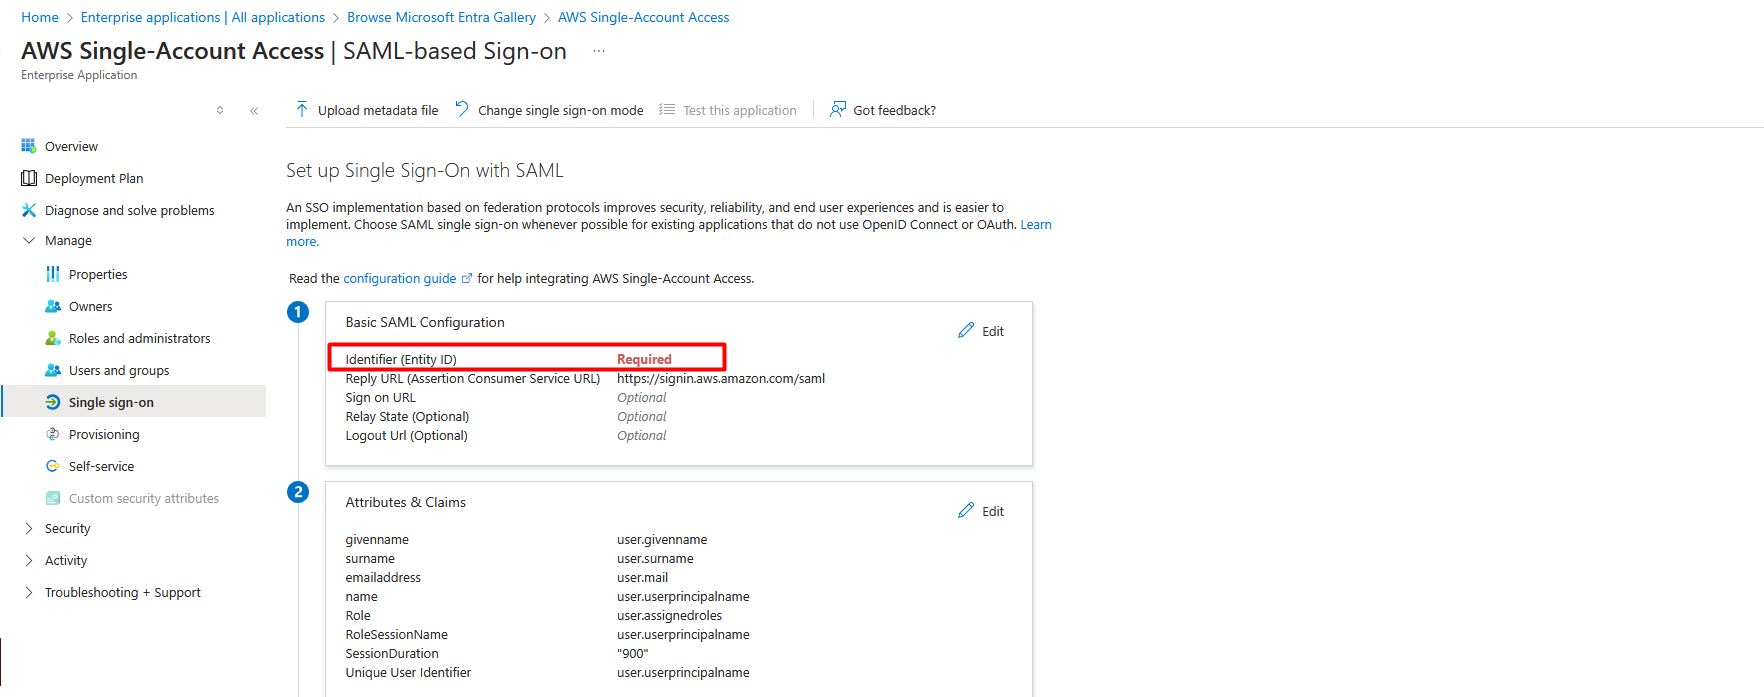 Home > Enterprise applications | All applications > Browse Microsoft Entra Gallery > AWS Single-Account Access
AWS Single-Account Access | SAML-based Sign-on ...
Enterprise Application
Upload metadata file Change single sign-on mode Test this application Got feedback?
Overview
Deployment Plan
Diagnose and solve problems
Manage
Properties
Owners
Roles and administrators
Users and groups
Single sign-on
Provisioning
Self-service
Custom security attributes
Security
Activity
Troubleshooting + Support
Set up Single Sign-On with SAML
An SSO implementation based on federation protocols improves security, reliability, and end user experiences and is easier to
implement. Choose SAML single sign-on whenever possible for existing applications that do not use OpenID Connect or OAuth. Learn
more.
Read the configuration guide for help integrating AWS Single-Account Access.
1
Basic SAML Configuration
Edit
Identifier (Entity ID) Required
Reply URL (Assertion Consumer Service URL) https://signin.aws.amazon.com/saml
Sign on URL Optional
Relay State (Optional) Optional
Logout Url (Optional) Optional
2
Attributes & Claims
Edit
givenname user.givenname
surname user.surname
emailaddress user.mail
name user.userprincipalname
Role user.assignedroles
RoleSessionName user.userprincipalname
SessionDuration "900"
Unique User Identifier user.userprincipalname